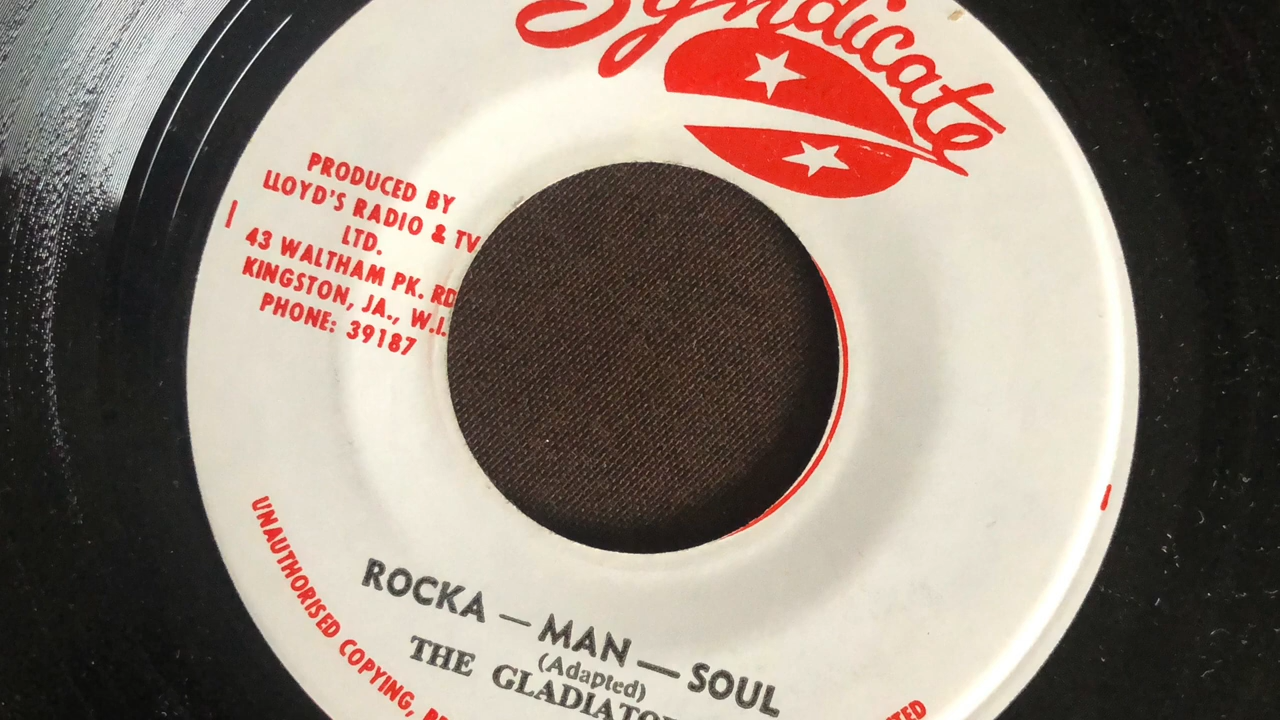 Syndicate
PRODUCED BY
LLOYD'S RADIO & TV
LTD.
43 WALTHAM PK. RD
KINGSTON, JA., W.I.
PHONE: 39187
ROCKA — MAN — SOUL
(Adapted)
THE GLADIATO
UNAUTHORISED COPYING,